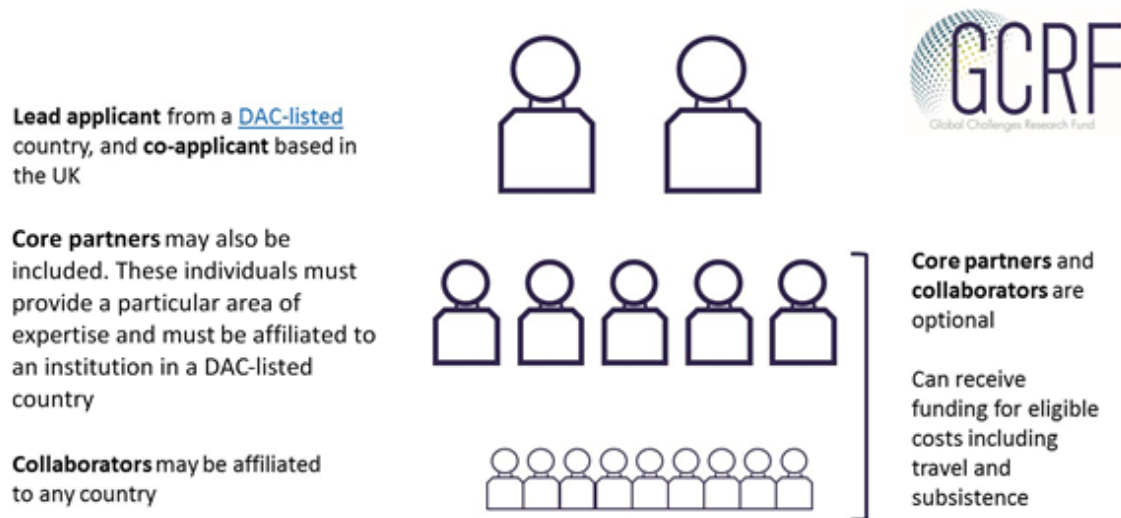 GCRF
Global Challenges Research Fund
Lead applicant from a DAC-listed
country, and co-applicant based in
the UK
Core partners may also be
included. These individuals must
provide a particular area of
expertise and must be affiliated to
an institution in a DAC-listed
country
Collaborators may be affiliated
to any country
Core partners and
collaborators are
optional
Can receive
funding for eligible
costs including
travel and
subsistence